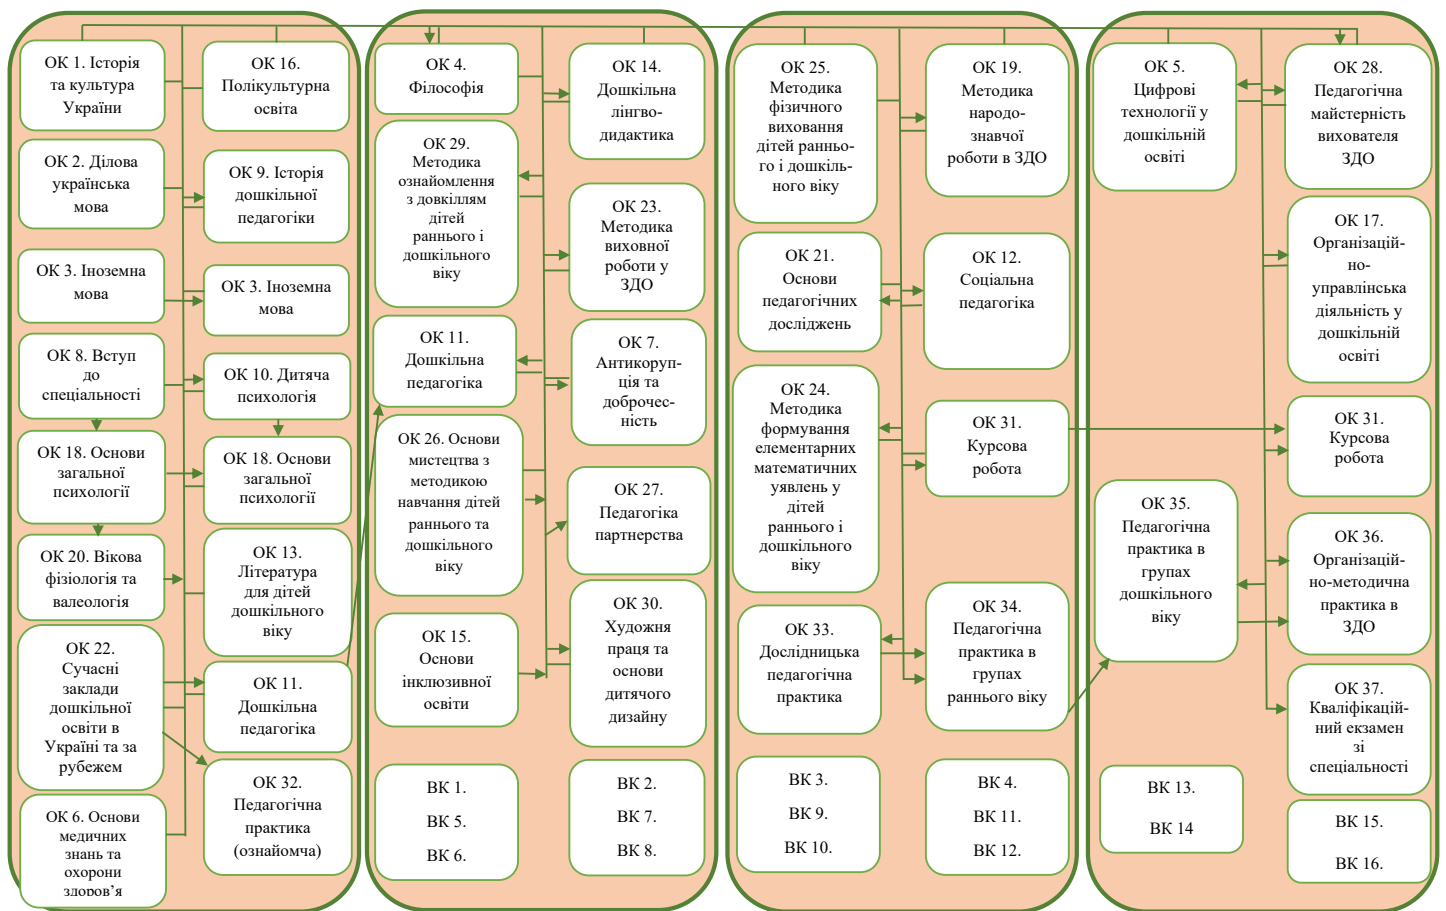 ОК 1. Історія
та культура
України
ОК 2. Ділова
українська
мова
ОК 3. Іноземна
мова
ОК 8. Вступ
до
спеціальності
ОК 18. Основи
загальної
психології
ОК 20. Вікова
фізіологія та
валеологія
ОК 22.
Сучасні
заклади
дошкільної
освіти в
Україні та за
рубежем
ОК 6. Основи
медичних
знань та
охорони
здоров’я
ОК 16.
Полікультурна
освіта
ОК 9. Історія
дошкільної
педагогіки
ОК 3. Іноземна
мова
ОК 10. Дитяча
психологія
ОК 18. Основи
загальної
психології
ОК 13.
Література
для дітей
дошкільного
віку
ОК 11.
Дошкільна
педагогіка
ОК 32.
Педагогічна
практика
(ознайомча)
ОК 4.
Філософія
ОК 29.
Методика
ознайомлення
з довкіллям
дітей
раннього і
дошкільного
віку
ОК 11.
Дошкільна
педагогіка
ОК 26. Основи
мистецтва з
методикою
навчання дітей
раннього та
дошкільного
віку
ОК 15.
Основи
інклюзивної
освіти
ВК 1.
ВК 5.
ВК 6.
ОК 14.
Дошкільна
лінгво-
дидактика
ОК 23.
Методика
виховної
роботи у
ЗДО
ОК 7.
Антикоруп-
ція та
доброчес-
ність
ОК 27.
Педагогіка
партнерства
ОК 30.
Художня
праця та
основи
дитячого
дизайну
ВК 2.
ВК 7.
ВК 8.
ОК 25.
Методика
фізичного
виховання
дітей ранньо-
го і дошкіль-
ного віку
ОК 21.
Основи
педагогічних
досліджень
ОК 24.
Методика
формування
елементарних
математичних
уявлень у
дітей
раннього і
дошкільного
віку
ОК 33.
Дослідницька
педагогічна
практика
ВК 3.
ВК 9.
ВК 10.
ОК 19.
Методика
народо-
знавчої
роботи в ЗДО
ОК 12.
Соціальна
педагогіка
ОК 31.
Курсова
робота
ОК 34.
Педагогічна
практика в
групах
раннього віку
ВК 4.
ВК 11.
ВК 12.
ОК 5.
Цифрові
технології у
дошкільній
освіті
ОК 35.
Педагогічна
практика в
групах
дошкільного
віку
ВК 13.
ВК 14
ОК 28.
Педагогічна
майстерність
вихователя
ЗДО
ОК 17.
Організацій-
но-
управлінська
діяльність у
дошкільній
освіті
ОК 31.
Курсова
робота
ОК 36.
Організацій-
но-методична
практика в
ЗДО
ОК 37.
Кваліфікацій-
ний екзамен
зі
спеціальності
ВК 15.
ВК 16.